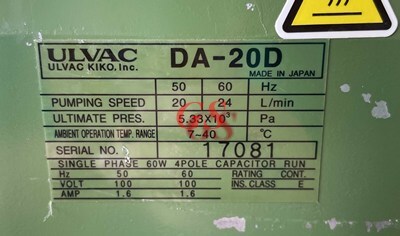 ULVAC DA-20D
ULVAC KIKO, Inc. MADE IN JAPAN
50 60 Hz
PUMPING SPEED 20 24 L/min
ULTIMATE PRES. 5.33X10³ Pa
AMBIENT OPERATION TEMP. RANGE 7-40 °C
SERIAL NO. 17081
SINGLE PHASE 60W 4POLE CAPACITOR RUN
Hz 50 60 RATING CONT.
VOLT 100 100 INS. CLASS E
AMP 1.6 1.6